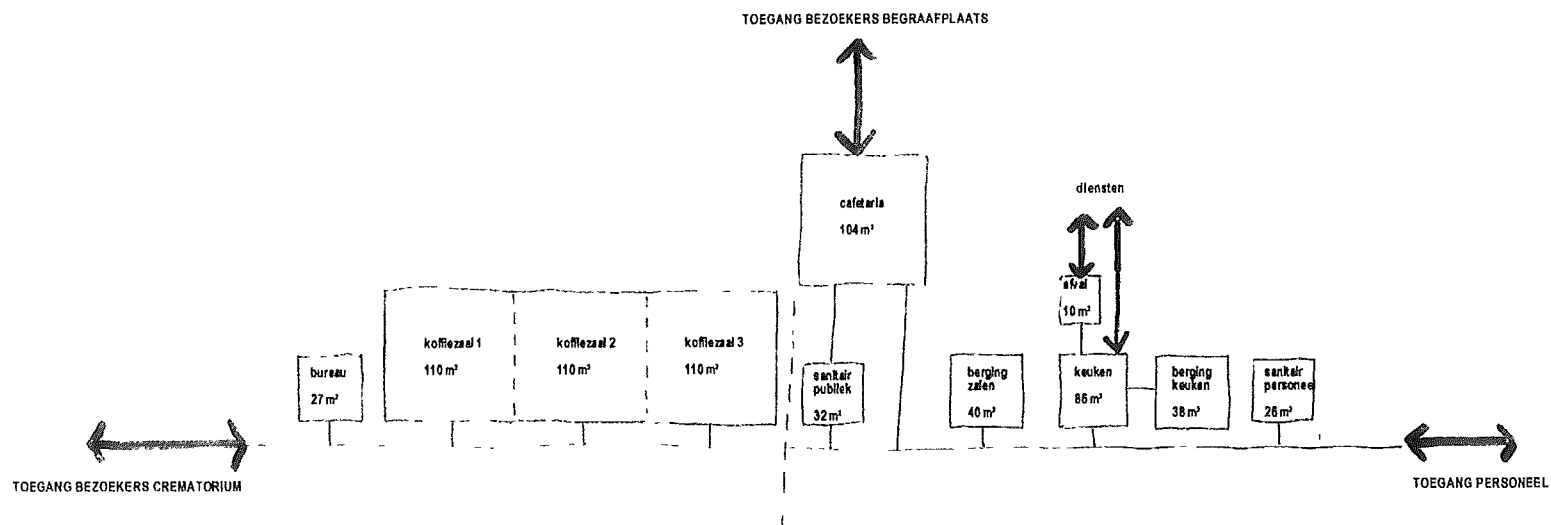 TOEGANG BEZOEKERS BEGRAAFPLAATS
cafetaria
104 m²
diensten
afval
10 m²
koffiezaal 1
110 m²
koffiezaal 2
110 m²
koffiezaal 3
110 m²
bureau
27 m²
sanitair
publiek
32 m²
berging
zalen
40 m²
keuken
86 m²
berging
keuken
38 m²
sanitair
personee
26 m²
TOEGANG BEZOEKERS CREMATORIUM
TOEGANG PERSONEEL